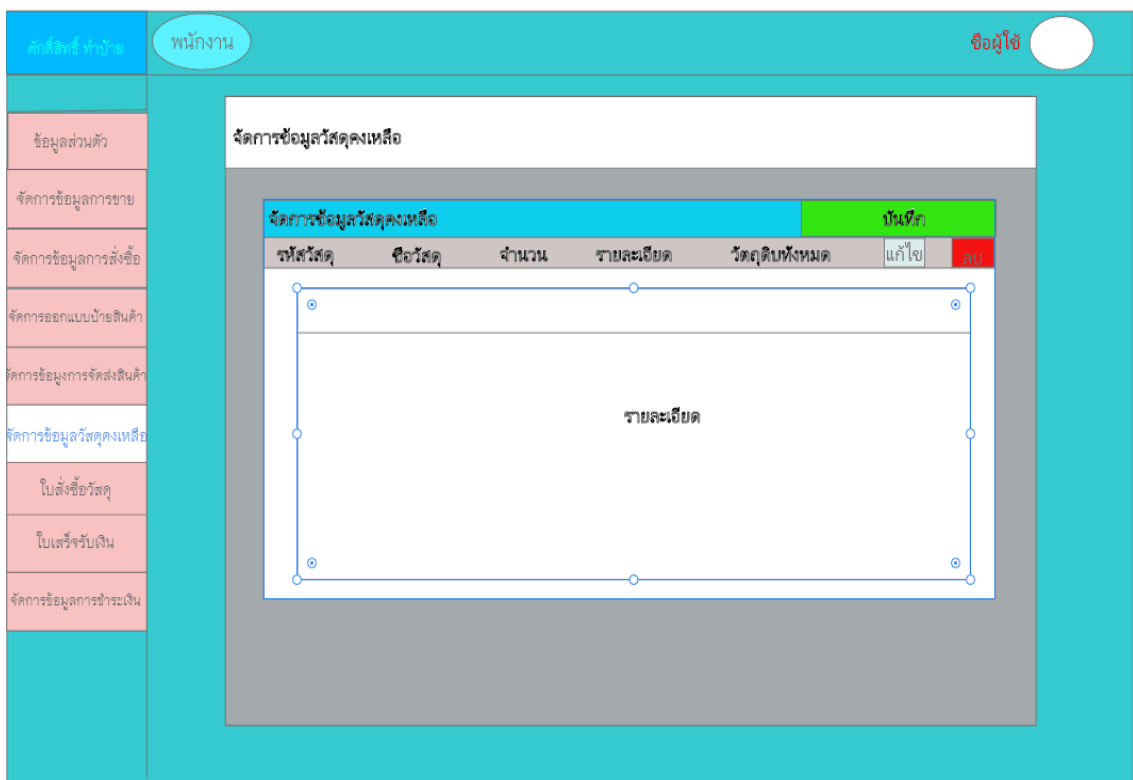 ศักดิ์สิทธิ์ ทำป้าย
พนักงาน
ชื่อผู้ใช้
ข้อมูลส่วนตัว
จัดการข้อมูลการขาย
จัดการข้อมูลการสั่งซื้อ
จัดการออกแบบป้ายสินค้า
จัดการข้อมูงการจัดส่งสินค้า
จัดการข้อมูลวัสดุคงเหลือ
ใบสั่งซื้อวัสดุ
ใบเสร็จรับเงิน
จัดการข้อมูลการชำระเงิน
จัดการข้อมูลวัสดุคงเหลือ
จัดการข้อมูลวัสดุคงเหลือ บันทึก
รหัสวัสดุ ชื่อวัสดุ จำนวน รายละเอียด วัตถุดิบทั้งหมด แก้ไข ลบ
รายละเอียด